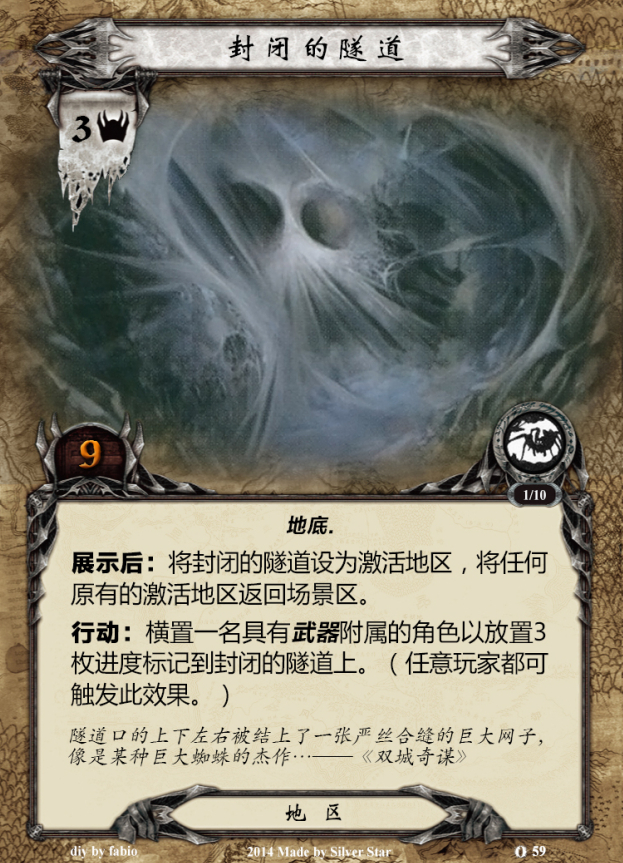 封闭的隧道
3
9
1/10
地底.
展示后：将封闭的隧道设为激活地区，将任何
原有的激活地区返回场景区。
行动：横置一名具有武器附属的角色以放置3
枚进度标记到封闭的隧道上。（任意玩家都可
触发此效果。）
隧道口的上下左右被结上了一张严丝合缝的巨大网子，
像是某种巨大蜘蛛的杰作…——《双城奇谋》
地区
diy by fabio
2014 Made by Silver Star
59